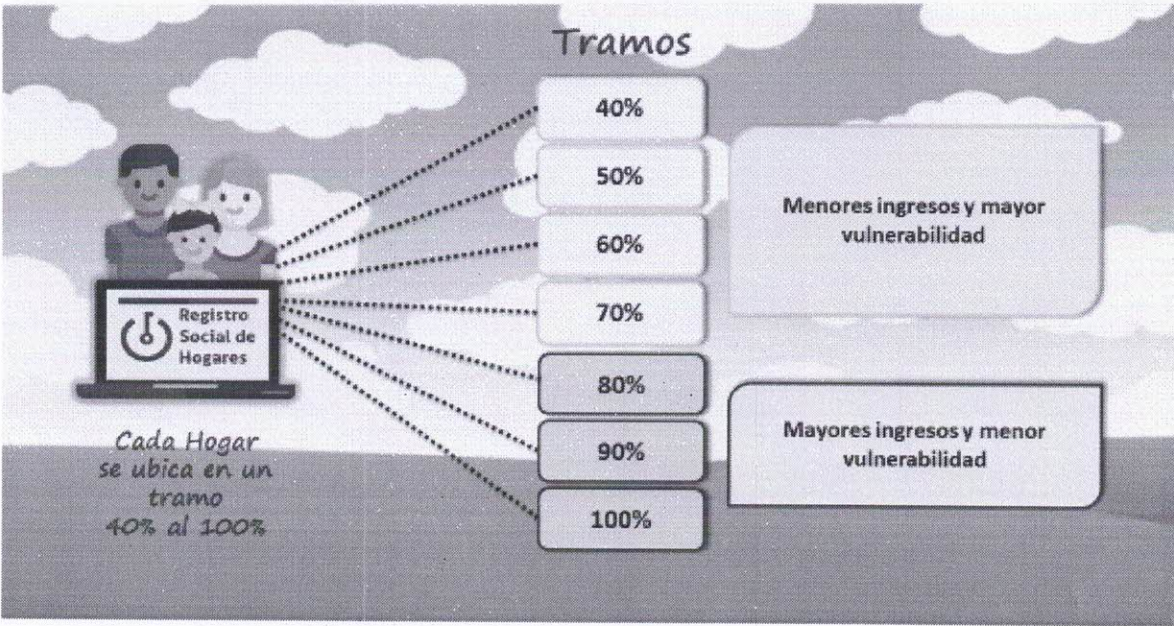 Tramos
40%
50%
60%
70%
80%
90%
100%
Menores ingresos y mayor
vulnerabilidad
Mayores ingresos y menor
vulnerabilidad
Registro
Social de
Hogares
Cada Hogar
se ubica en un
tramo
40% al 100%